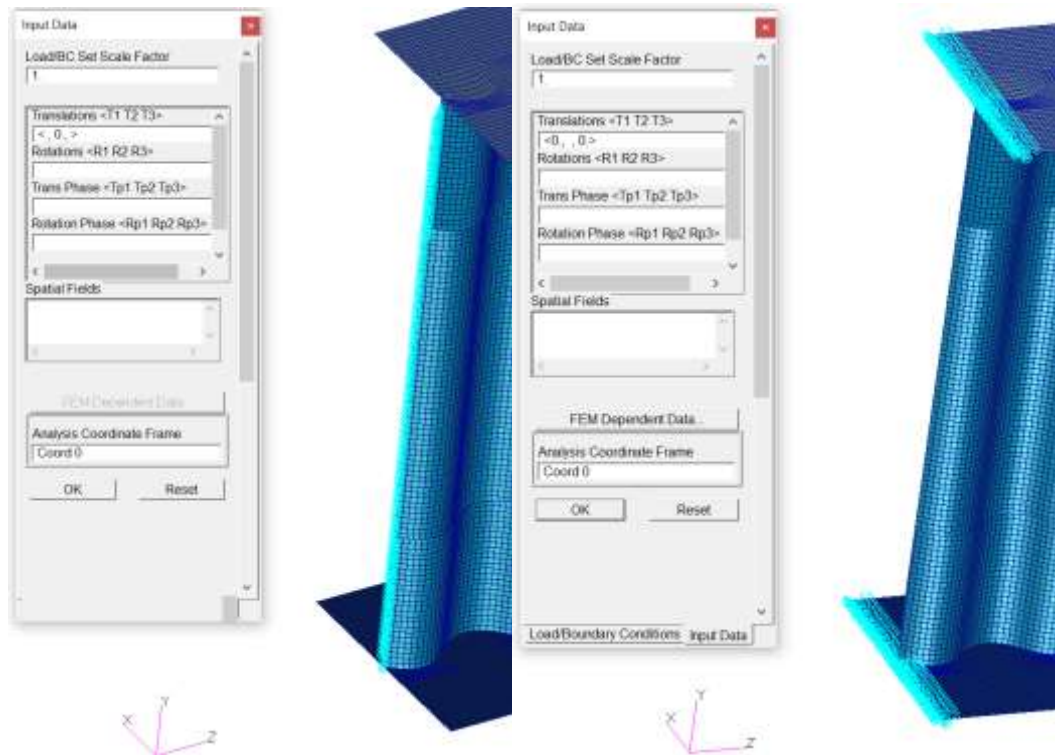 Input Data
Load/BC Set Scale Factor
1.
Translations <T1 T2 T3>
< , 0 , >
Rotations <R1 R2 R3>
Trans Phase <Tp1 Tp2 Tp3>
Rotation Phase <Rp1 Rp2 Rp3>
Spatial Fields
FEM Dependent Data...
Analysis Coordinate Frame
Coord 0
OK Reset
X Y Z
Input Data
Load/BC Set Scale Factor
1.
Translations <T1 T2 T3>
<0 , , 0 >
Rotations <R1 R2 R3>
Trans Phase <Tp1 Tp2 Tp3>
Rotation Phase <Rp1 Rp2 Rp3>
Spatial Fields
FEM Dependent Data...
Analysis Coordinate Frame
Coord 0
OK Reset
Load/Boundary Conditions Input Data
X Y Z